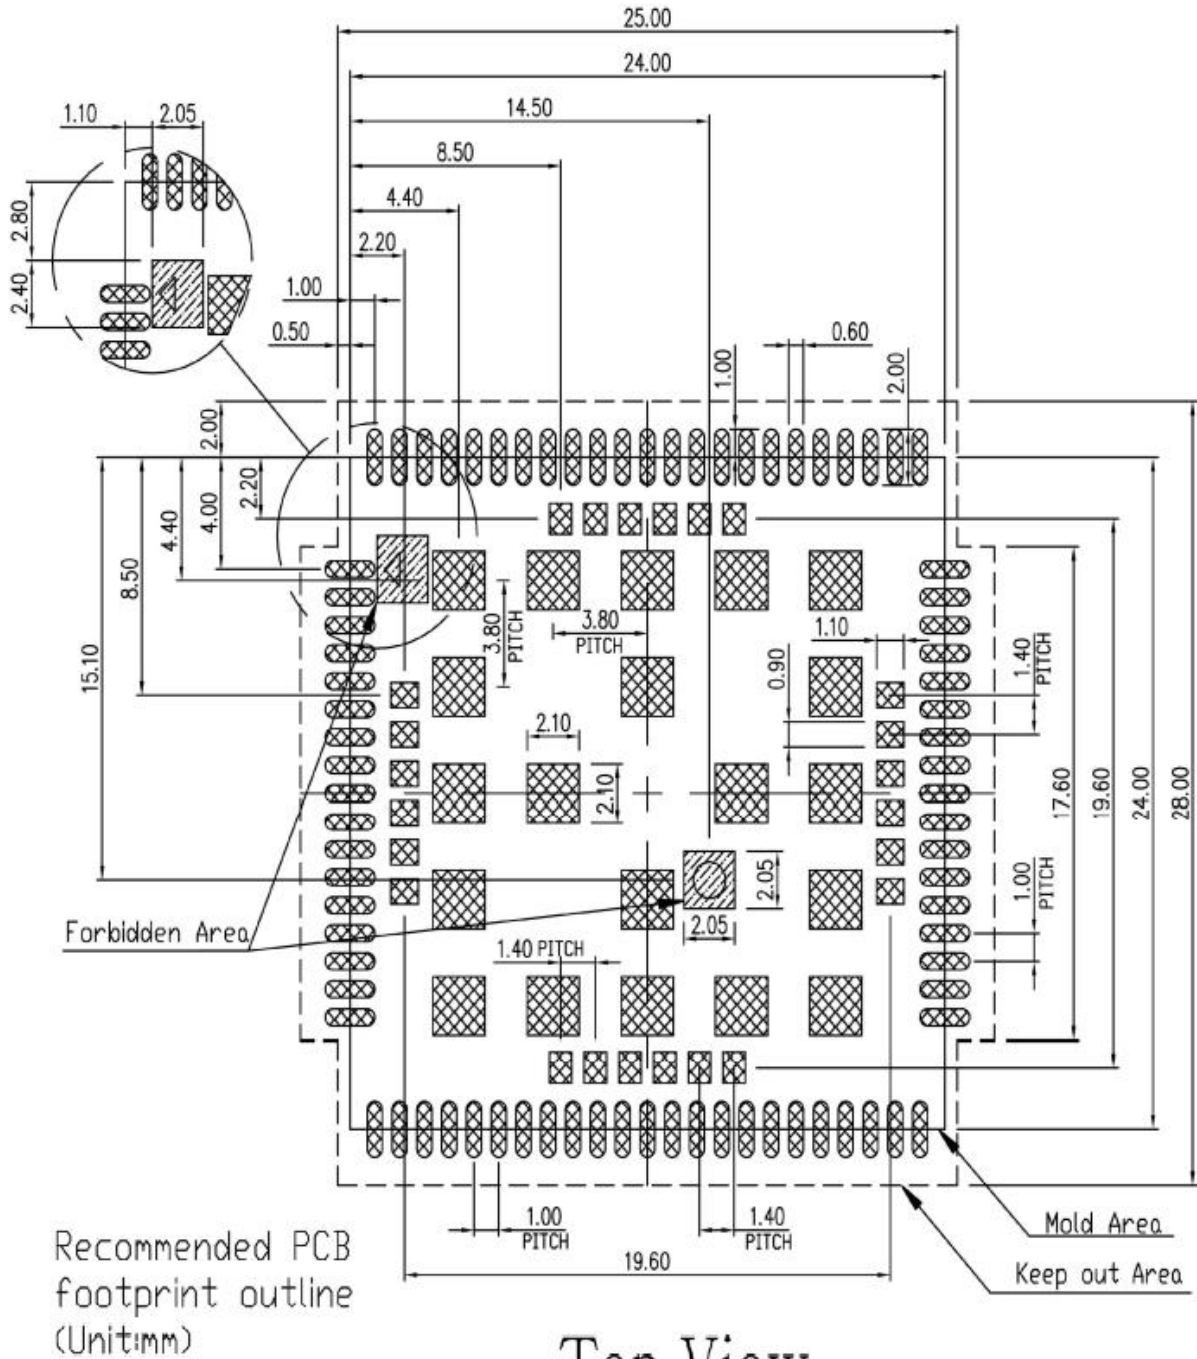 25.00
24.00
14.50
1.10
2.05
8.50
4.40
2.80
2.20
2.40
1.00
0.50
0.60
1.00
2.00
2.00
2.20
4.00
4.40
8.50
15.10
3.80
PITCH
3.80
PITCH
1.10
0.90
1.40
PITCH
2.10
2.10
17.60
19.60
24.00
28.00
2.05
1.00
PITCH
Forbidden Area
2.05
1.40 PITCH
1.00
PITCH
1.40
PITCH
Mold Area
19.60
Keep out Area
Recommended PCB
footprint outline
(Unit:mm)
Top View